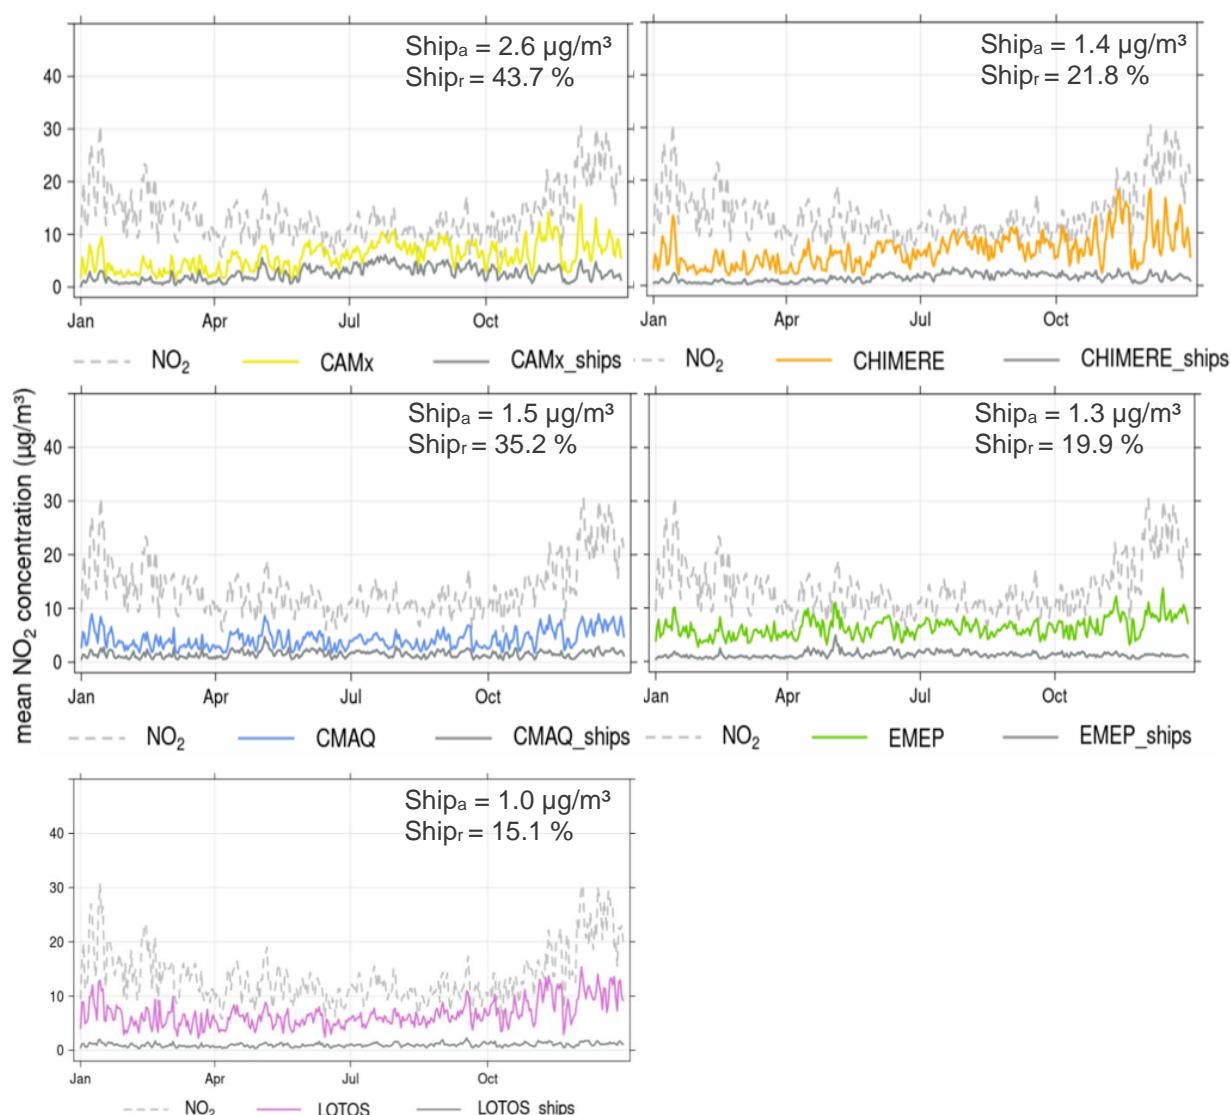 Shipₐ = 2.6 µg/m³
Shipᵣ = 43.7 %
40
30
20
10
0
Jan Apr Jul Oct
NO₂ CAMx CAMx_ships
Shipₐ = 1.4 µg/m³
Shipᵣ = 21.8 %
Jan Apr Jul Oct
NO₂ CHIMERE CHIMERE_ships
mean NO₂ concentration (µg/m³)
Shipₐ = 1.5 µg/m³
Shipᵣ = 35.2 %
40
30
20
10
0
Jan Apr Jul Oct
NO₂ CMAQ CMAQ_ships
Shipₐ = 1.3 µg/m³
Shipᵣ = 19.9 %
Jan Apr Jul Oct
NO₂ EMEP EMEP_ships
Shipₐ = 1.0 µg/m³
Shipᵣ = 15.1 %
40
30
20
10
0
Jan Apr Jul Oct
NO₂ LOTOS LOTOS_ships